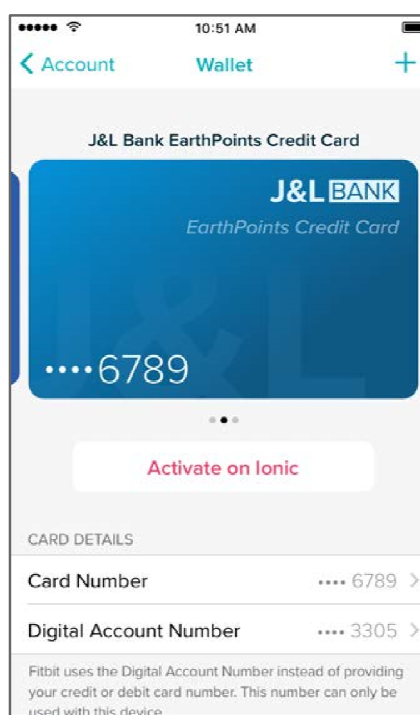 10:51 AM
Account
Wallet
+
J&L Bank EarthPoints Credit Card
J&L BANK
EarthPoints Credit Card
•••• 6789
Activate on Ionic
CARD DETAILS
Card Number •••• 6789
Digital Account Number •••• 3305
Fitbit uses the Digital Account Number instead of providing
your credit or debit card number. This number can only be
used with this device